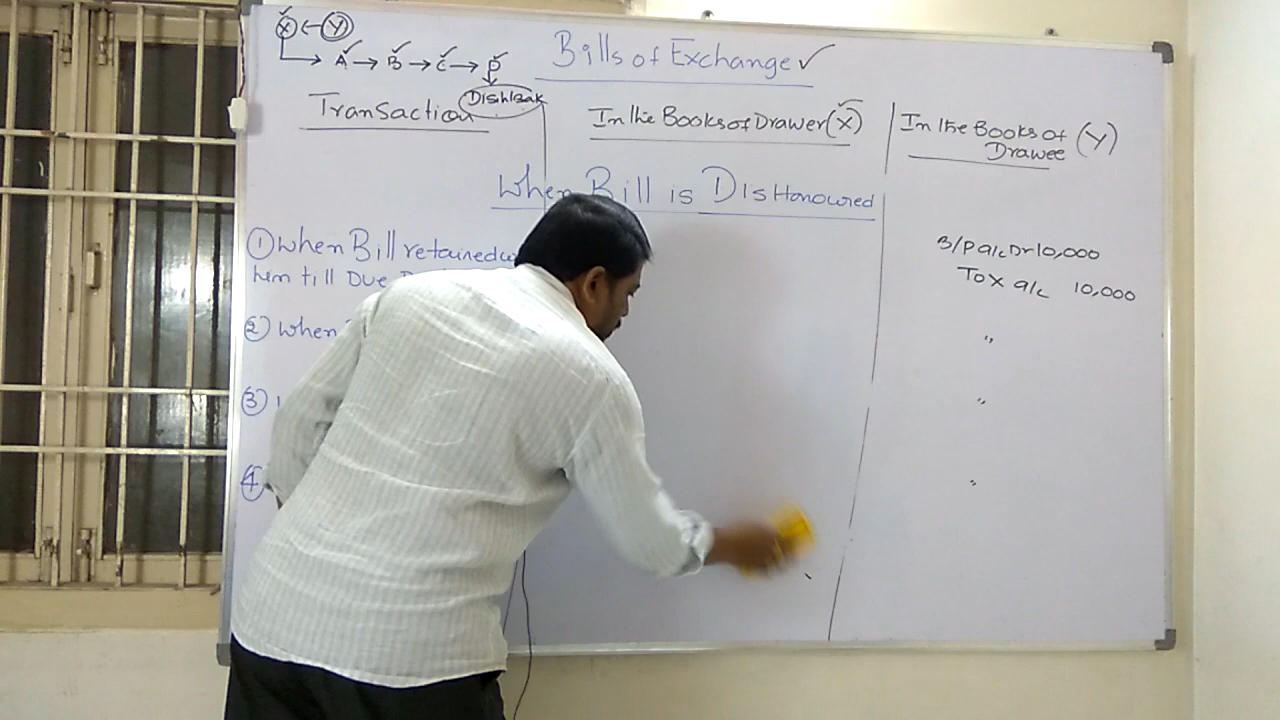 X ← Y
→ A → B → C → D
Bills of Exchange ✓
Transaction
In the Books of Drawer (X)
In the Books of Drawee (Y)
When Bill is DisHonoured
① When Bill retained
him till Due
② When
③
④
B/P a/c Dr 10,000
To X a/c 10,000
"
"
"